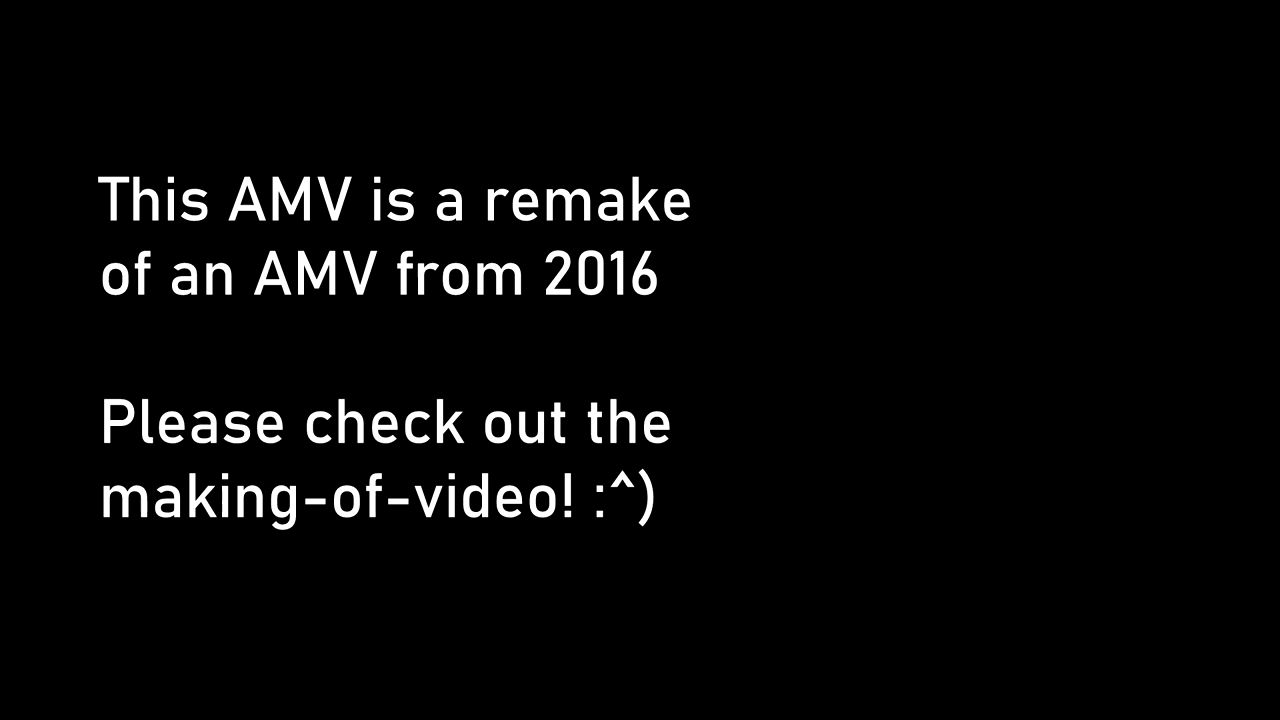 This AMV is a remake
of an AMV from 2016
Please check out the
making-of-video! :^)